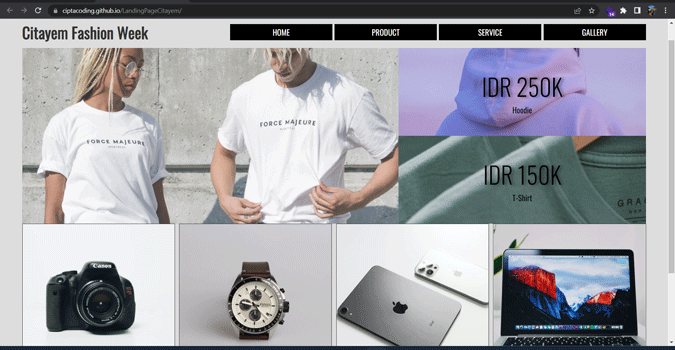 ciptacoding.github.io/LandingPageCitayem/
Citayem Fashion Week
HOME
PRODUCT
SERVICE
GALLERY
FORCE MAJEURE
FORCE MAJEURE
IDR 250K
Hoodie
IDR 150K
T-Shirt
GRA
Canon